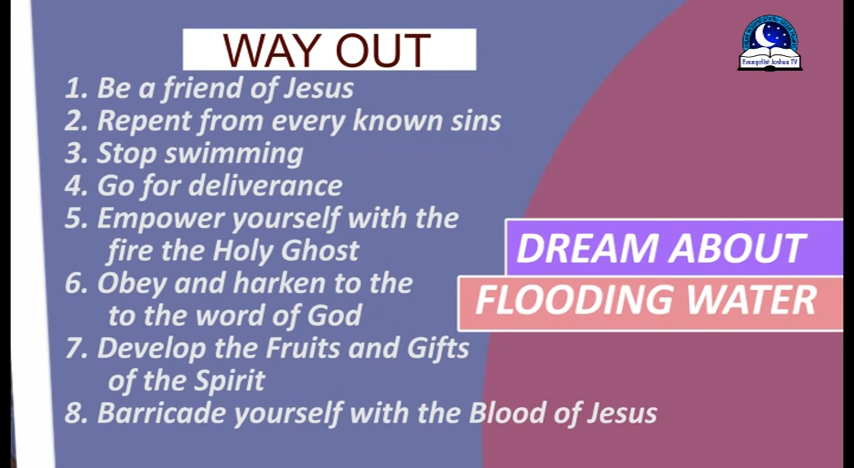 WAY OUT
1. Be a friend of Jesus
2. Repent from every known sins
3. Stop swimming
4. Go for deliverance
5. Empower yourself with the
fire the Holy Ghost
6. Obey and harken to the
to the word of God
7. Develop the Fruits and Gifts
of the Spirit
8. Barricade yourself with the Blood of Jesus
DREAM ABOUT
FLOODING WATER
Evangelist Joshua TV